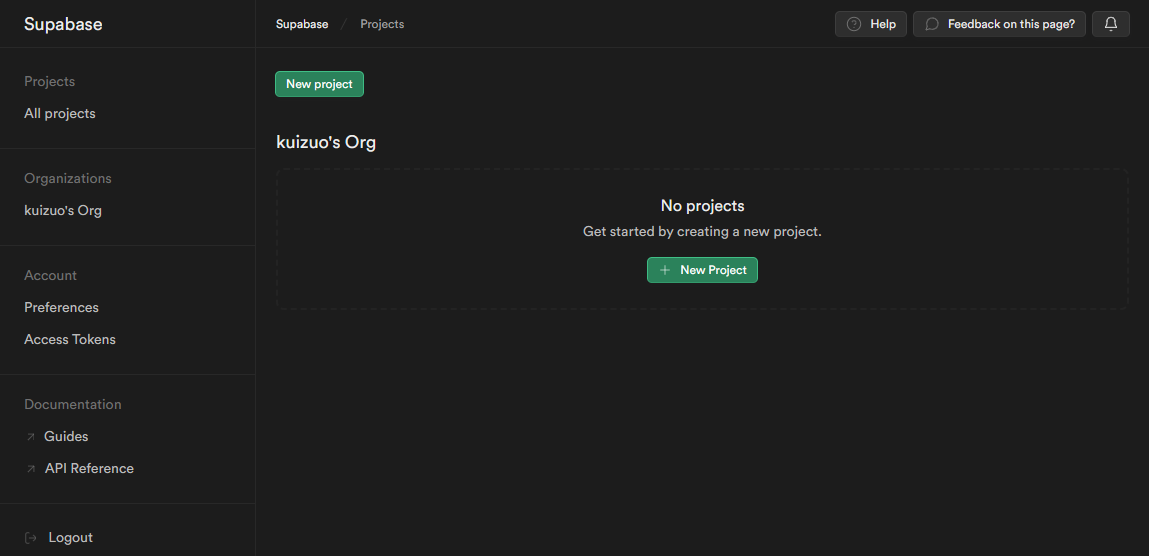 Supabase
Projects
All projects
Organizations
kuizuo's Org
Account
Preferences
Access Tokens
Documentation
Guides
API Reference
Logout
Supabase / Projects
Help
Feedback on this page?
New project
kuizuo's Org
No projects
Get started by creating a new project.
+ New Project